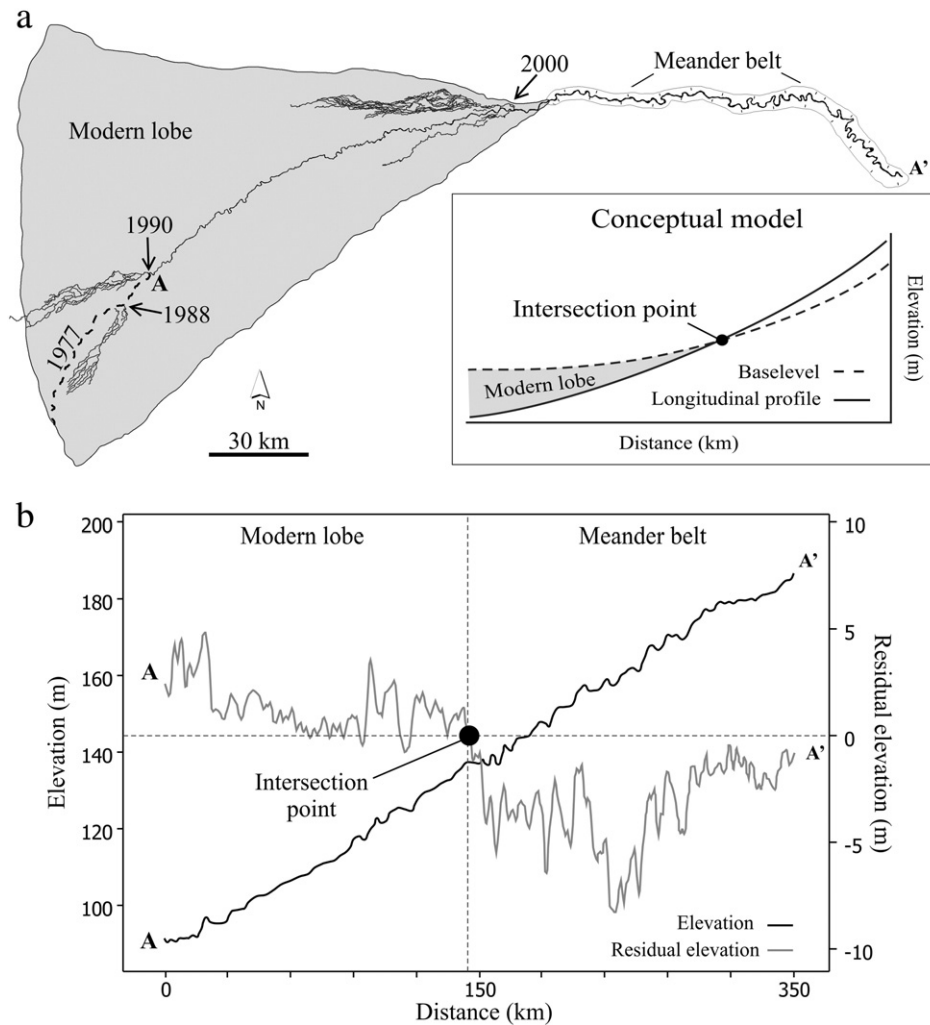 a
2000
Meander belt
Modern lobe
A'
1990
A
1988
1977
N
30 km
Conceptual model
Intersection point
Elevation (m)
Modern lobe
Baselevel
Longitudinal profile
Distance (km)
b
200
10
Modern lobe
Meander belt
A'
180
5
A
160
Elevation (m)
Residual elevation (m)
140
0
A'
Intersection
point
120
-5
100
Elevation
Residual elevation
A
-10
0
150
350
Distance (km)